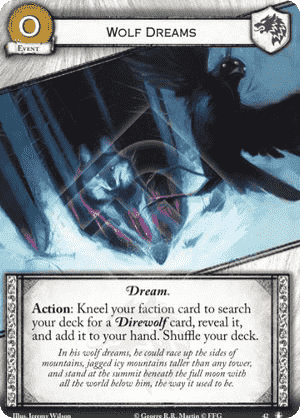 0
WOLF DREAMS
EVENT
Dream.
Action: Kneel your faction card to search
your deck for a Direwolf card, reveal it,
and add it to your hand. Shuffle your deck.
In his wolf dreams, he could race up the sides of
mountains, jagged icy mountains taller than any tower,
and stand at the summit beneath the full moon with
all the world below him, the way it used to be.
Illus. Jeremy Wilson © George R.R. Martin © FFG 42